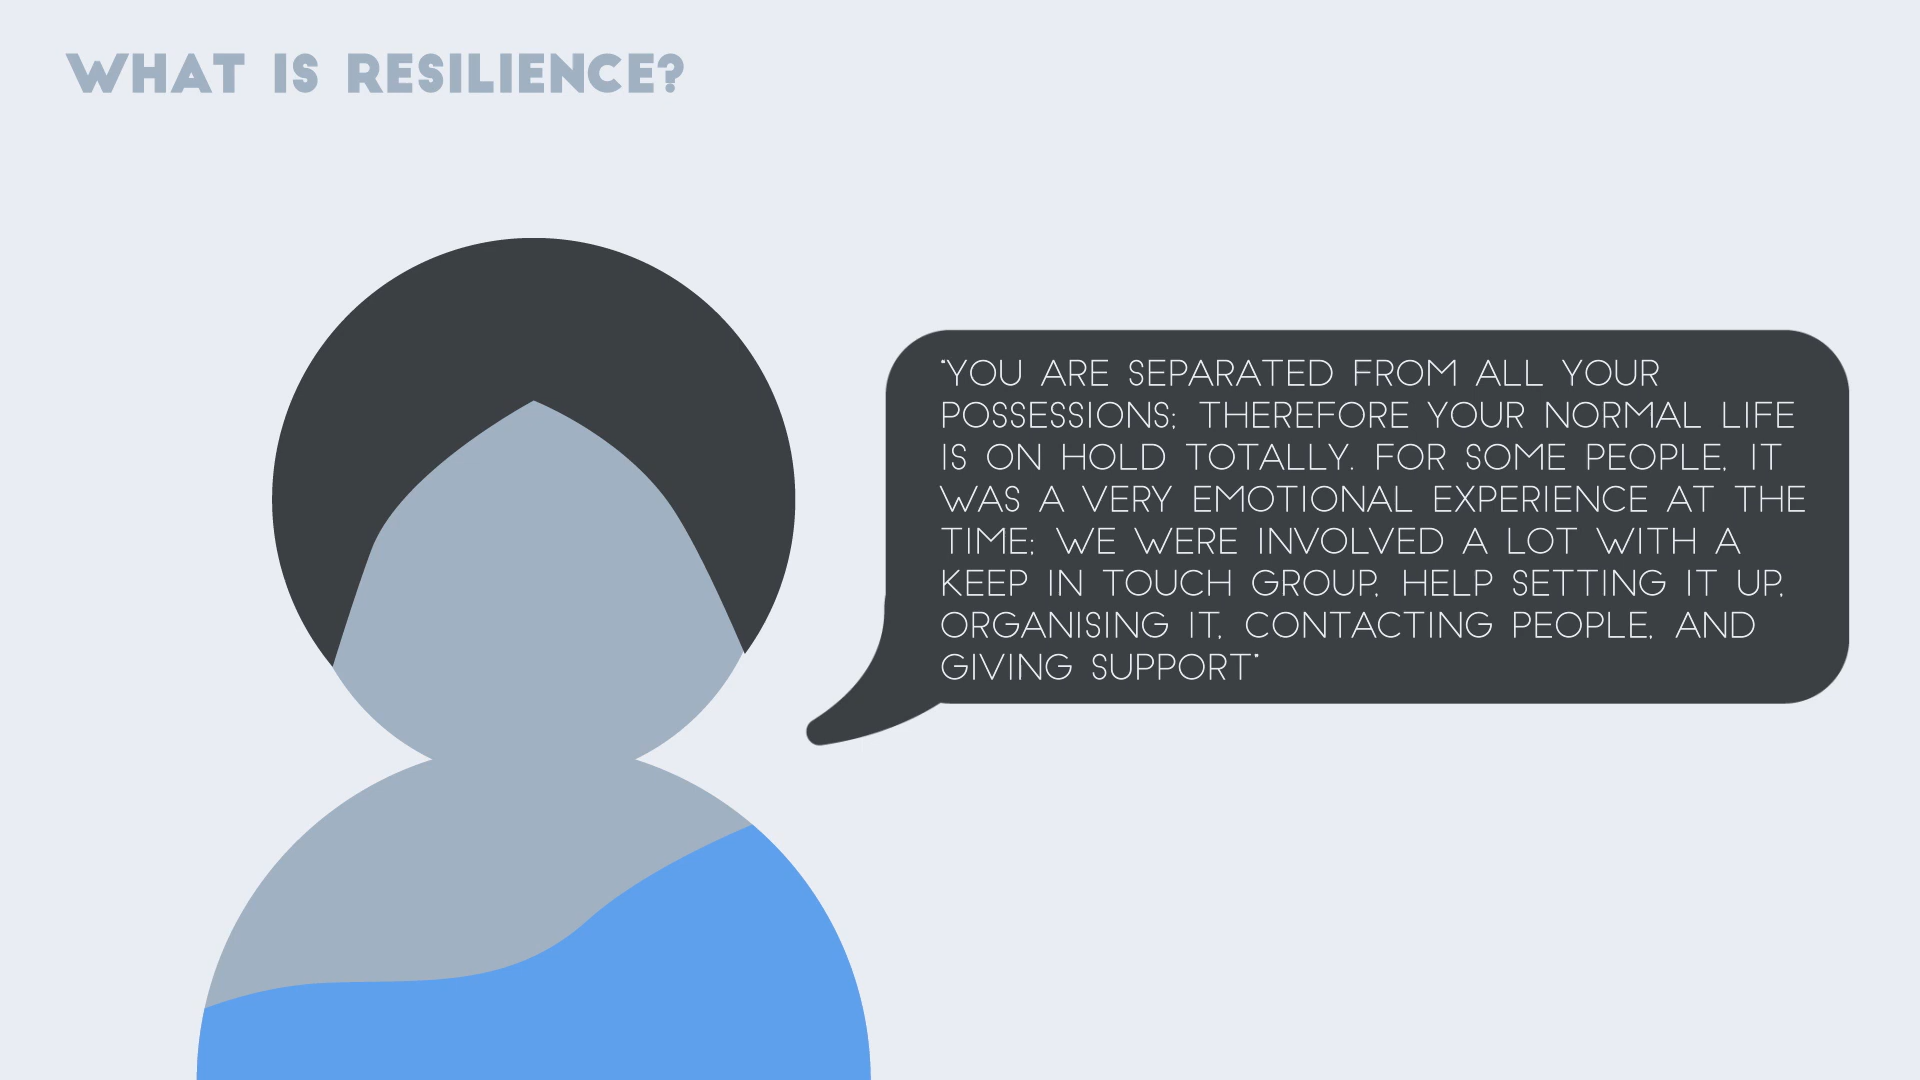 WHAT IS RESILIENCE?
"YOU ARE SEPARATED FROM ALL YOUR
POSSESSIONS; THEREFORE YOUR NORMAL LIFE
IS ON HOLD TOTALLY. FOR SOME PEOPLE, IT
WAS A VERY EMOTIONAL EXPERIENCE AT THE
TIME; WE WERE INVOLVED A LOT WITH A
KEEP IN TOUCH GROUP, HELP SETTING IT UP,
ORGANISING IT, CONTACTING PEOPLE, AND
GIVING SUPPORT"